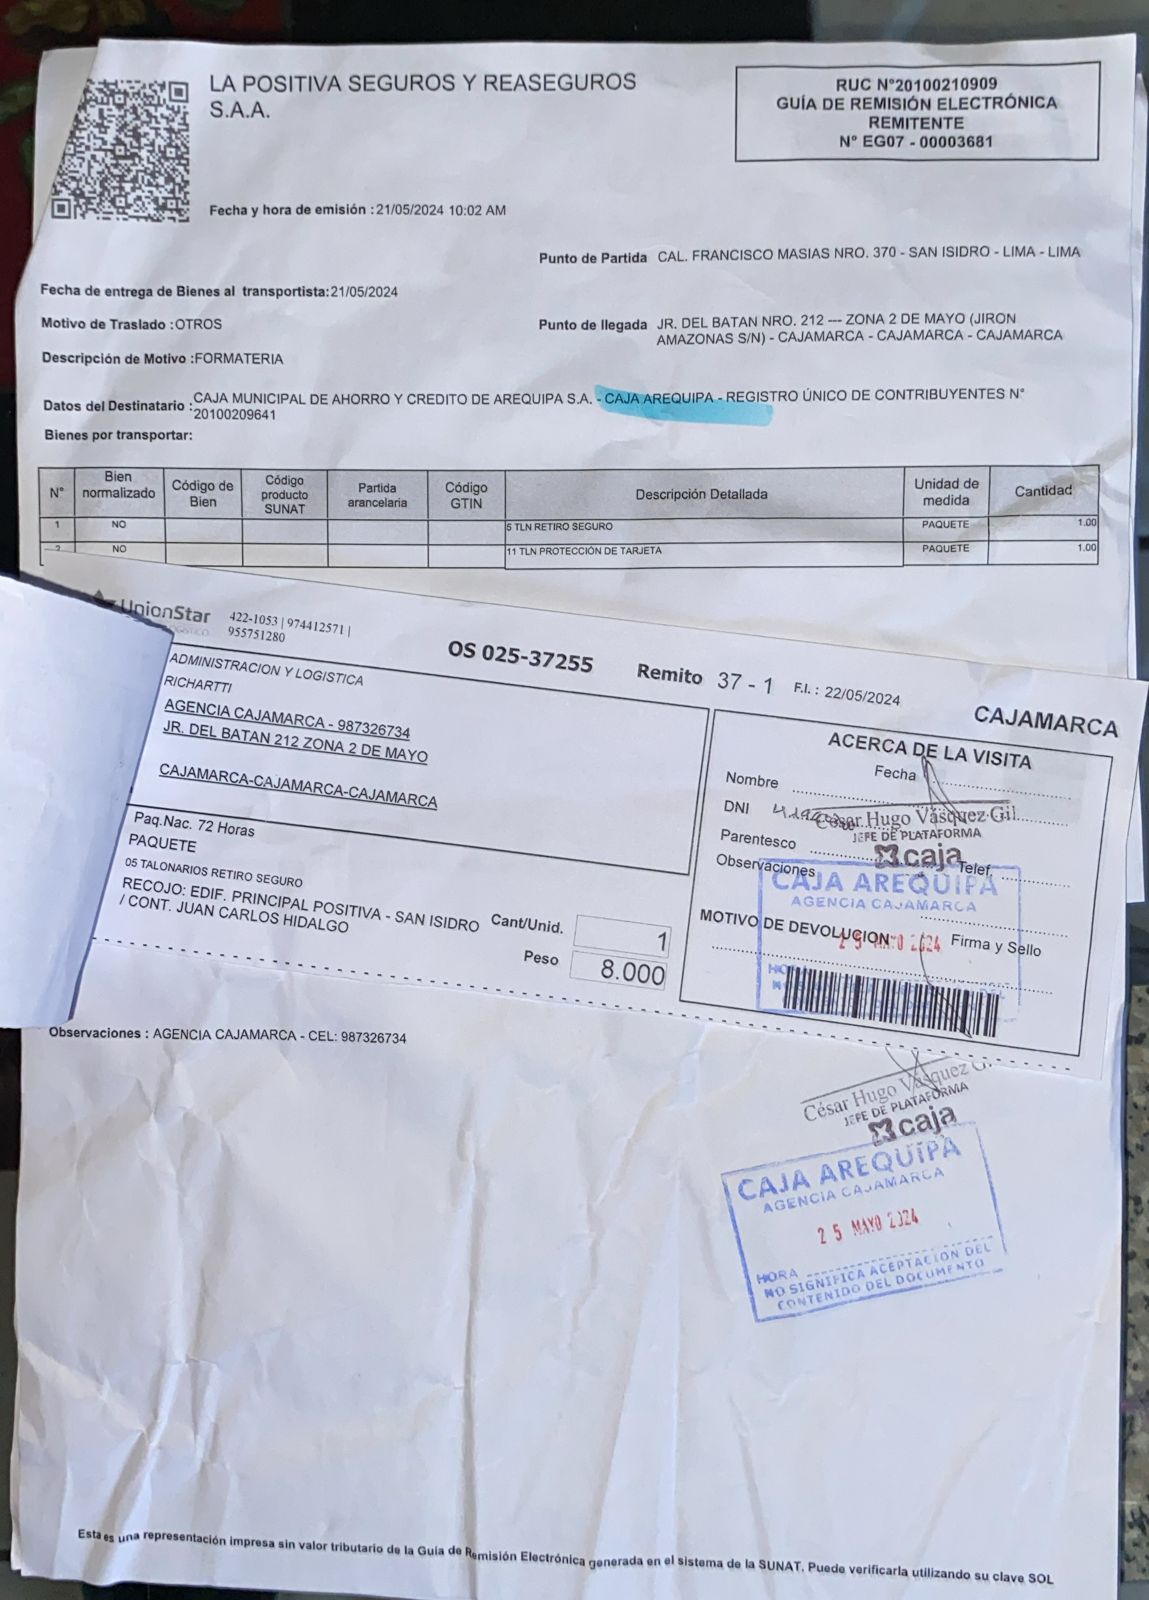 LA POSITIVA SEGUROS Y REASEGUROS
S.A.A.
RUC N°20100210909
GUÍA DE REMISIÓN ELECTRÓNICA
REMITENTE
N° EG07 - 00003681
Fecha y hora de emisión :21/05/2024 10:02 AM
Punto de Partida CAL. FRANCISCO MASIAS NRO. 370 - SAN ISIDRO - LIMA - LIMA
Fecha de entrega de Bienes al transportista:21/05/2024
Motivo de Traslado :OTROS
Punto de llegada JR. DEL BATAN NRO. 212 --- ZONA 2 DE MAYO (JIRON
AMAZONAS S/N) - CAJAMARCA - CAJAMARCA - CAJAMARCA
Descripción de Motivo :FORMATERIA
Datos del Destinatario :CAJA MUNICIPAL DE AHORRO Y CREDITO DE AREQUIPA S.A. - CAJA AREQUIPA - REGISTRO ÚNICO DE CONTRIBUYENTES N°
20100209641
Bienes por transportar:
N° Bien normalizado Código de Bien Código producto SUNAT Partida arancelaria Código GTIN Descripción Detallada Unidad de medida Cantidad
1 NO 5 TLN RETIRO SEGURO PAQUETE 1.00
2 NO 11 TLN PROTECCIÓN DE TARJETA PAQUETE 1.00
UnionStar 422-1053 | 974412571 |
955751280
OS 025-37255 Remito 37 - 1 F.I.: 22/05/2024
CAJAMARCA
ADMINISTRACION Y LOGISTICA
RICHARTTI
AGENCIA CAJAMARCA - 987326734
JR. DEL BATAN 212 ZONA 2 DE MAYO
CAJAMARCA-CAJAMARCA-CAJAMARCA
Paq.Nac. 72 Horas
PAQUETE
05 TALONARIOS RETIRO SEGURO
RECOJO: EDIF. PRINCIPAL POSITIVA - SAN ISIDRO
/ CONT. JUAN CARLOS HIDALGO
Cant/Unid. 1
Peso 8.000
ACERCA DE LA VISITA
Fecha
Nombre
DNI
César Hugo Vásquez Gil
JEFE DE PLATAFORMA
Parentesco
caja
Telef.
Observaciones
CAJA AREQUIPA
AGENCIA CAJAMARCA
MOTIVO DE DEVOLUCION
25 MAYO 2024
Firma y Sello
Observaciones : AGENCIA CAJAMARCA - CEL: 987326734
César Hugo Vásquez G
JEFE DE PLATAFORMA
caja
CAJA AREQUIPA
AGENCIA CAJAMARCA
25 MAYO 2024
HORA
NO SIGNIFICA ACEPTACION DEL
CONTENIDO DEL DOCUMENTO
Esta es una representación impresa sin valor tributario de la Guía de Remisión Electrónica generada en el sistema de la SUNAT. Puede verificarla utilizando su clave SOL